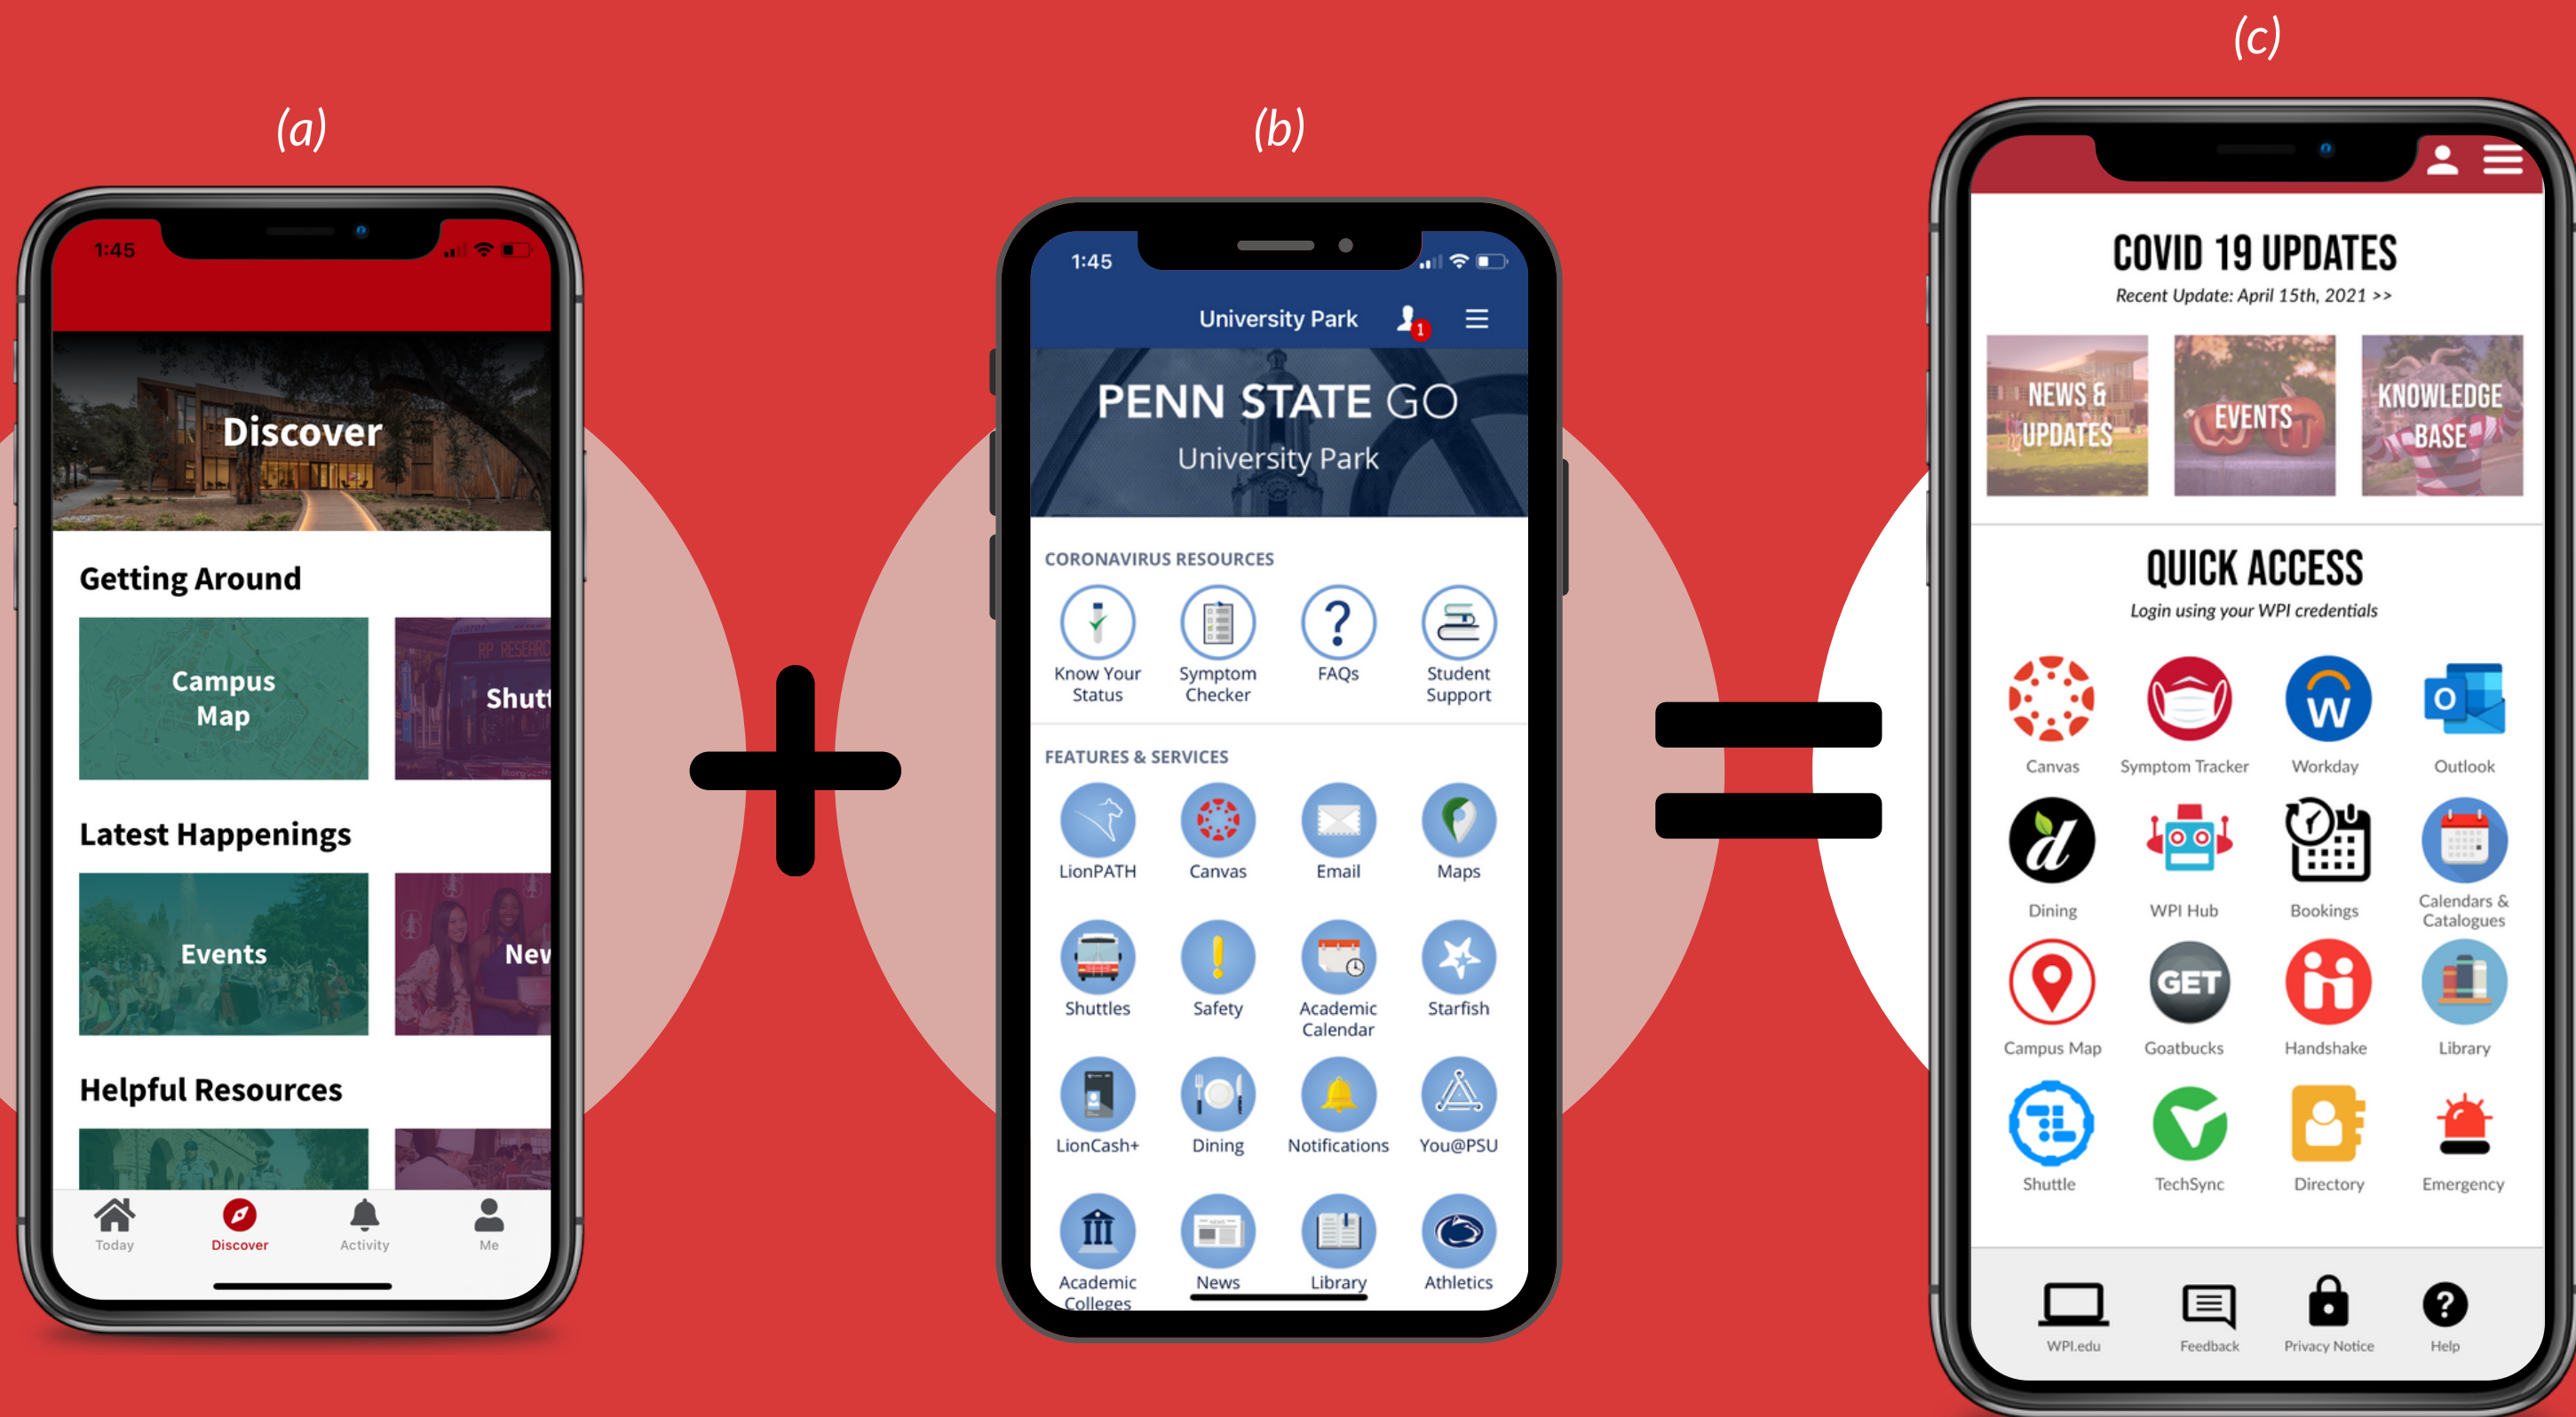 (a)
1:45
Discover
Getting Around
Campus
Map
RP RESEARC
Shutt
Latest Happenings
Events
New
Helpful Resources
Today
Discover
Activity
Me
(b)
1:45
University Park
1
PENN STATE GO
University Park
CORONAVIRUS RESOURCES
Know Your
Status
Symptom
Checker
FAQs
Student
Support
FEATURES & SERVICES
LionPATH
Canvas
Email
Maps
Shuttles
Safety
Academic
Calendar
Starfish
LionCash+
Dining
Notifications
You@PSU
Academic
Colleges
News
Library
Athletics
(c)
COVID 19 UPDATES
Recent Update: April 15th, 2021 >>
NEWS &
UPDATES
EVENTS
KNOWLEDGE
BASE
QUICK ACCESS
Login using your WPI credentials
Canvas
Symptom Tracker
Workday
Outlook
Dining
WPI Hub
Bookings
Calendars &
Catalogues
GET
Campus Map
Goatbucks
Handshake
Library
Shuttle
TechSync
Directory
Emergency
WPI.edu
Feedback
Privacy Notice
Help